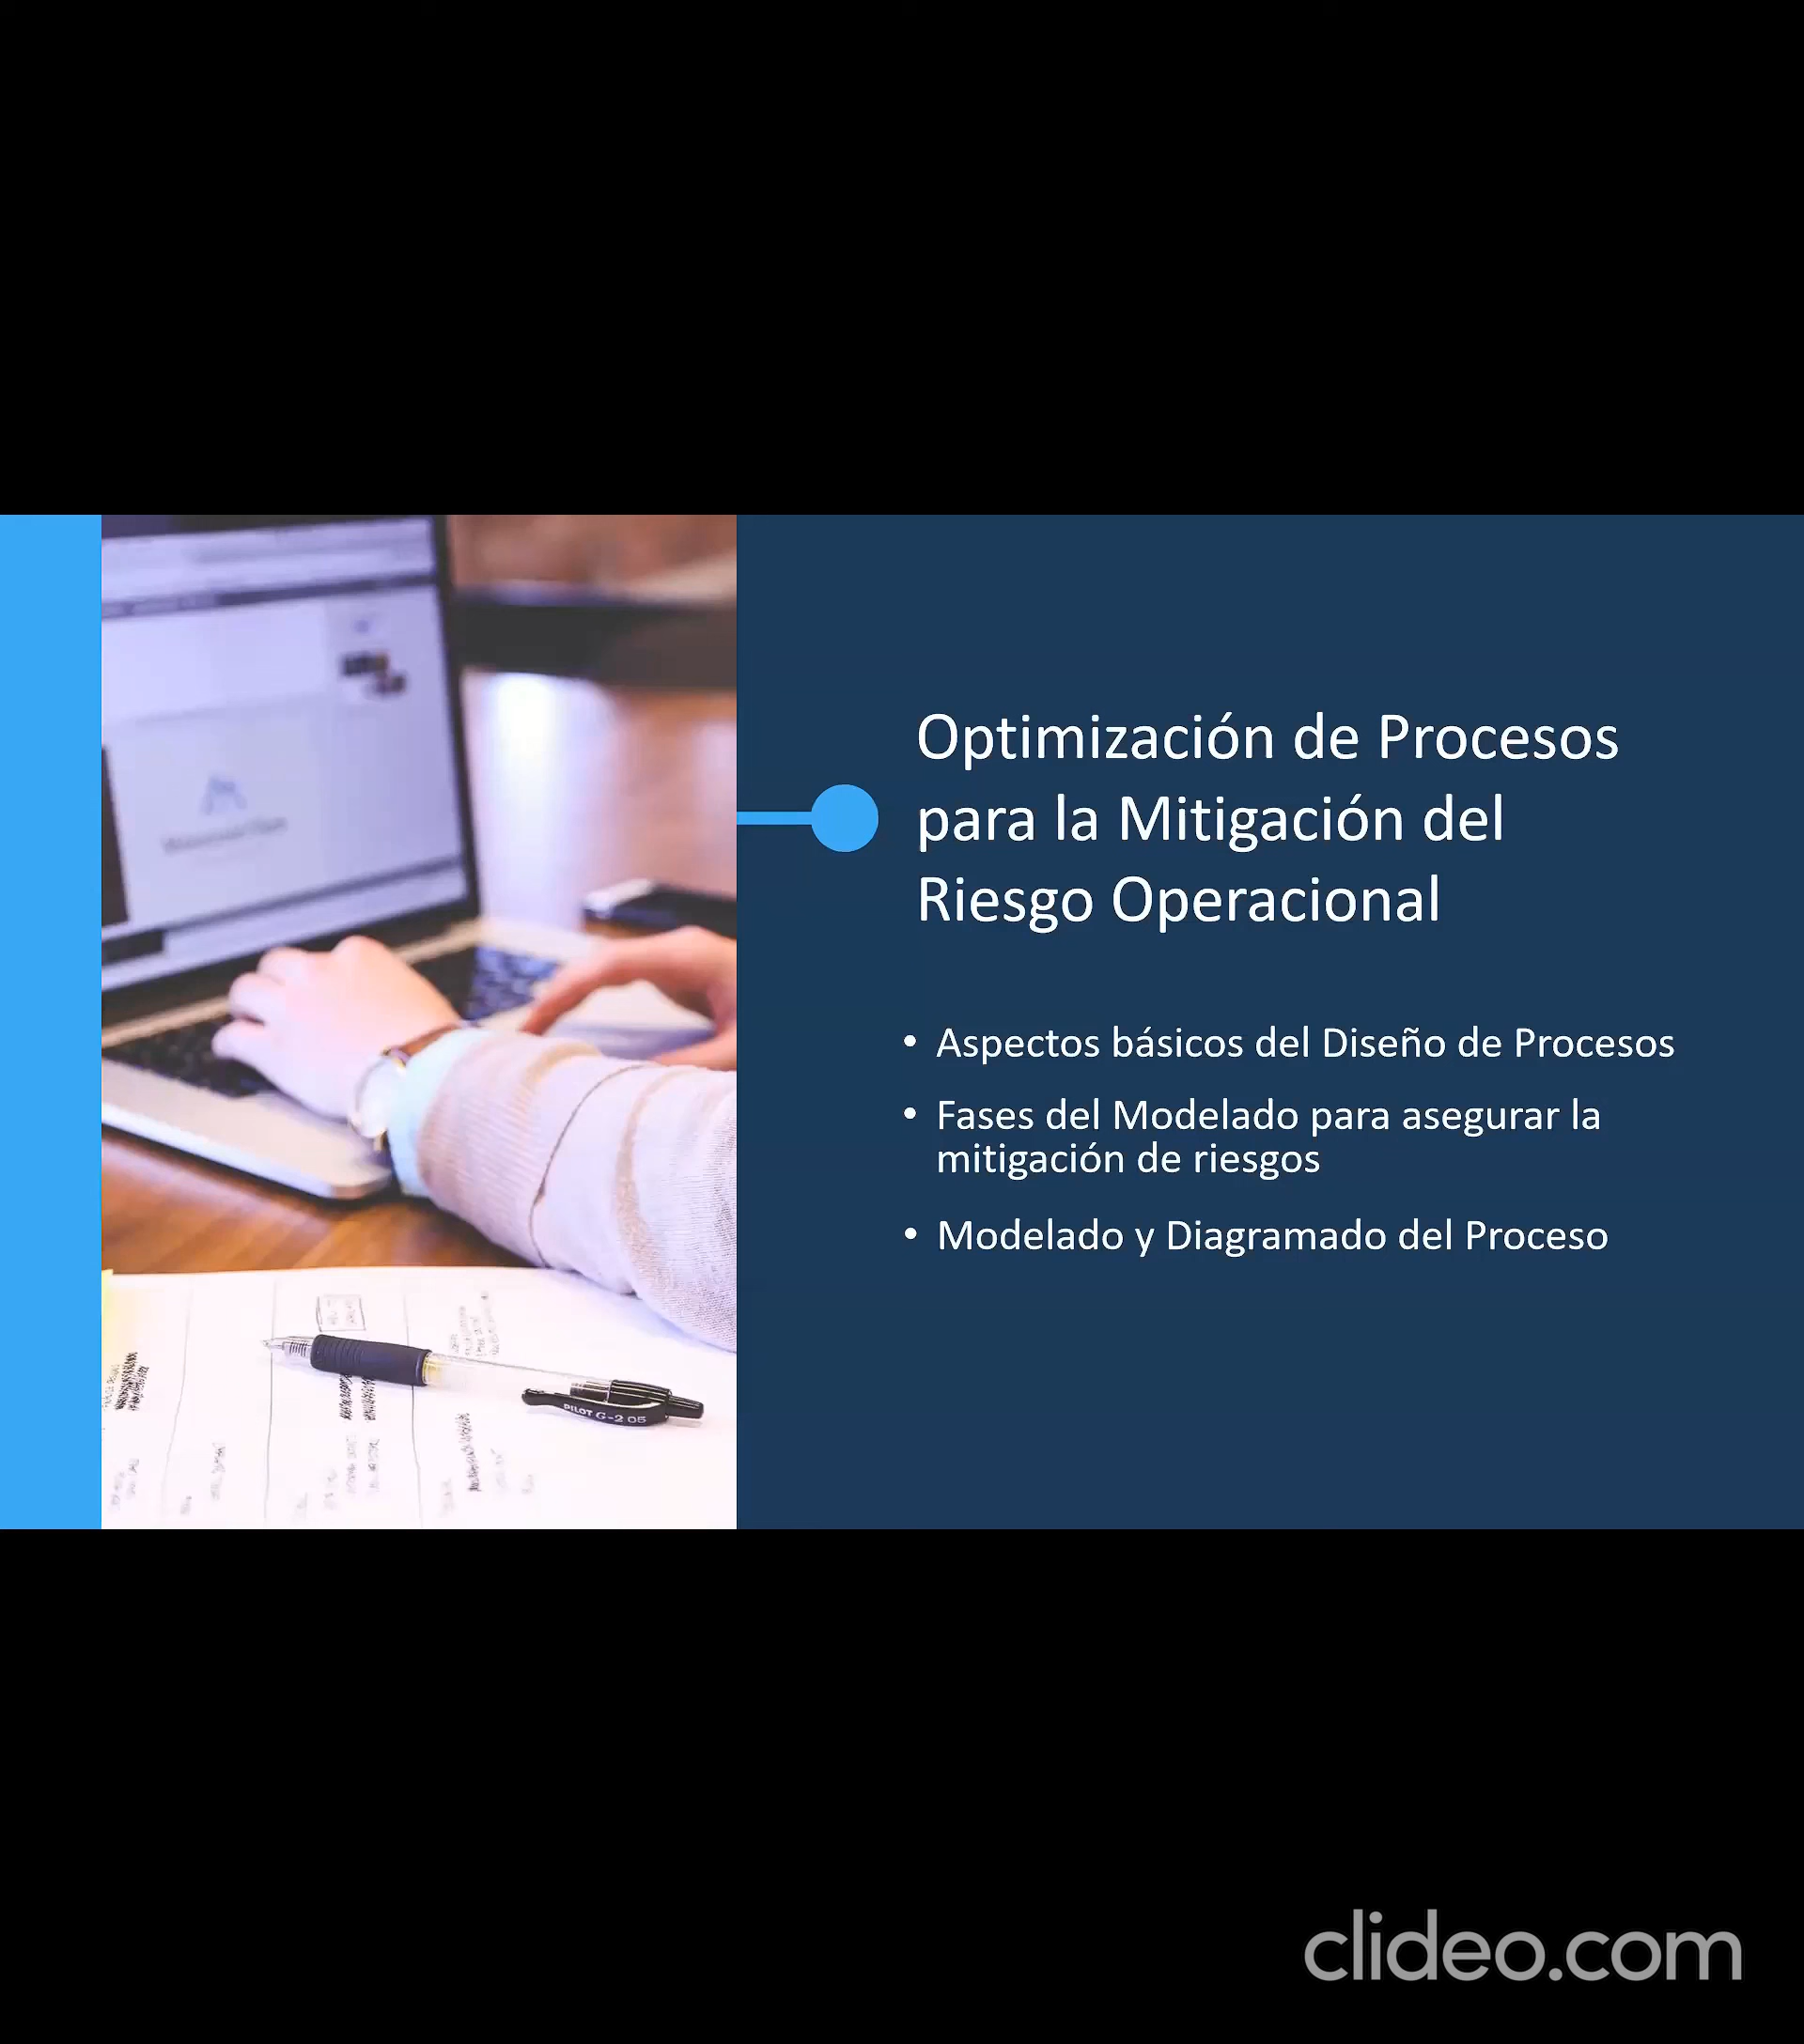 Optimización de Procesos
para la Mitigación del
Riesgo Operacional
• Aspectos básicos del Diseño de Procesos
• Fases del Modelado para asegurar la
mitigación de riesgos
• Modelado y Diagramado del Proceso
PILOT G-2 05
clideo.com